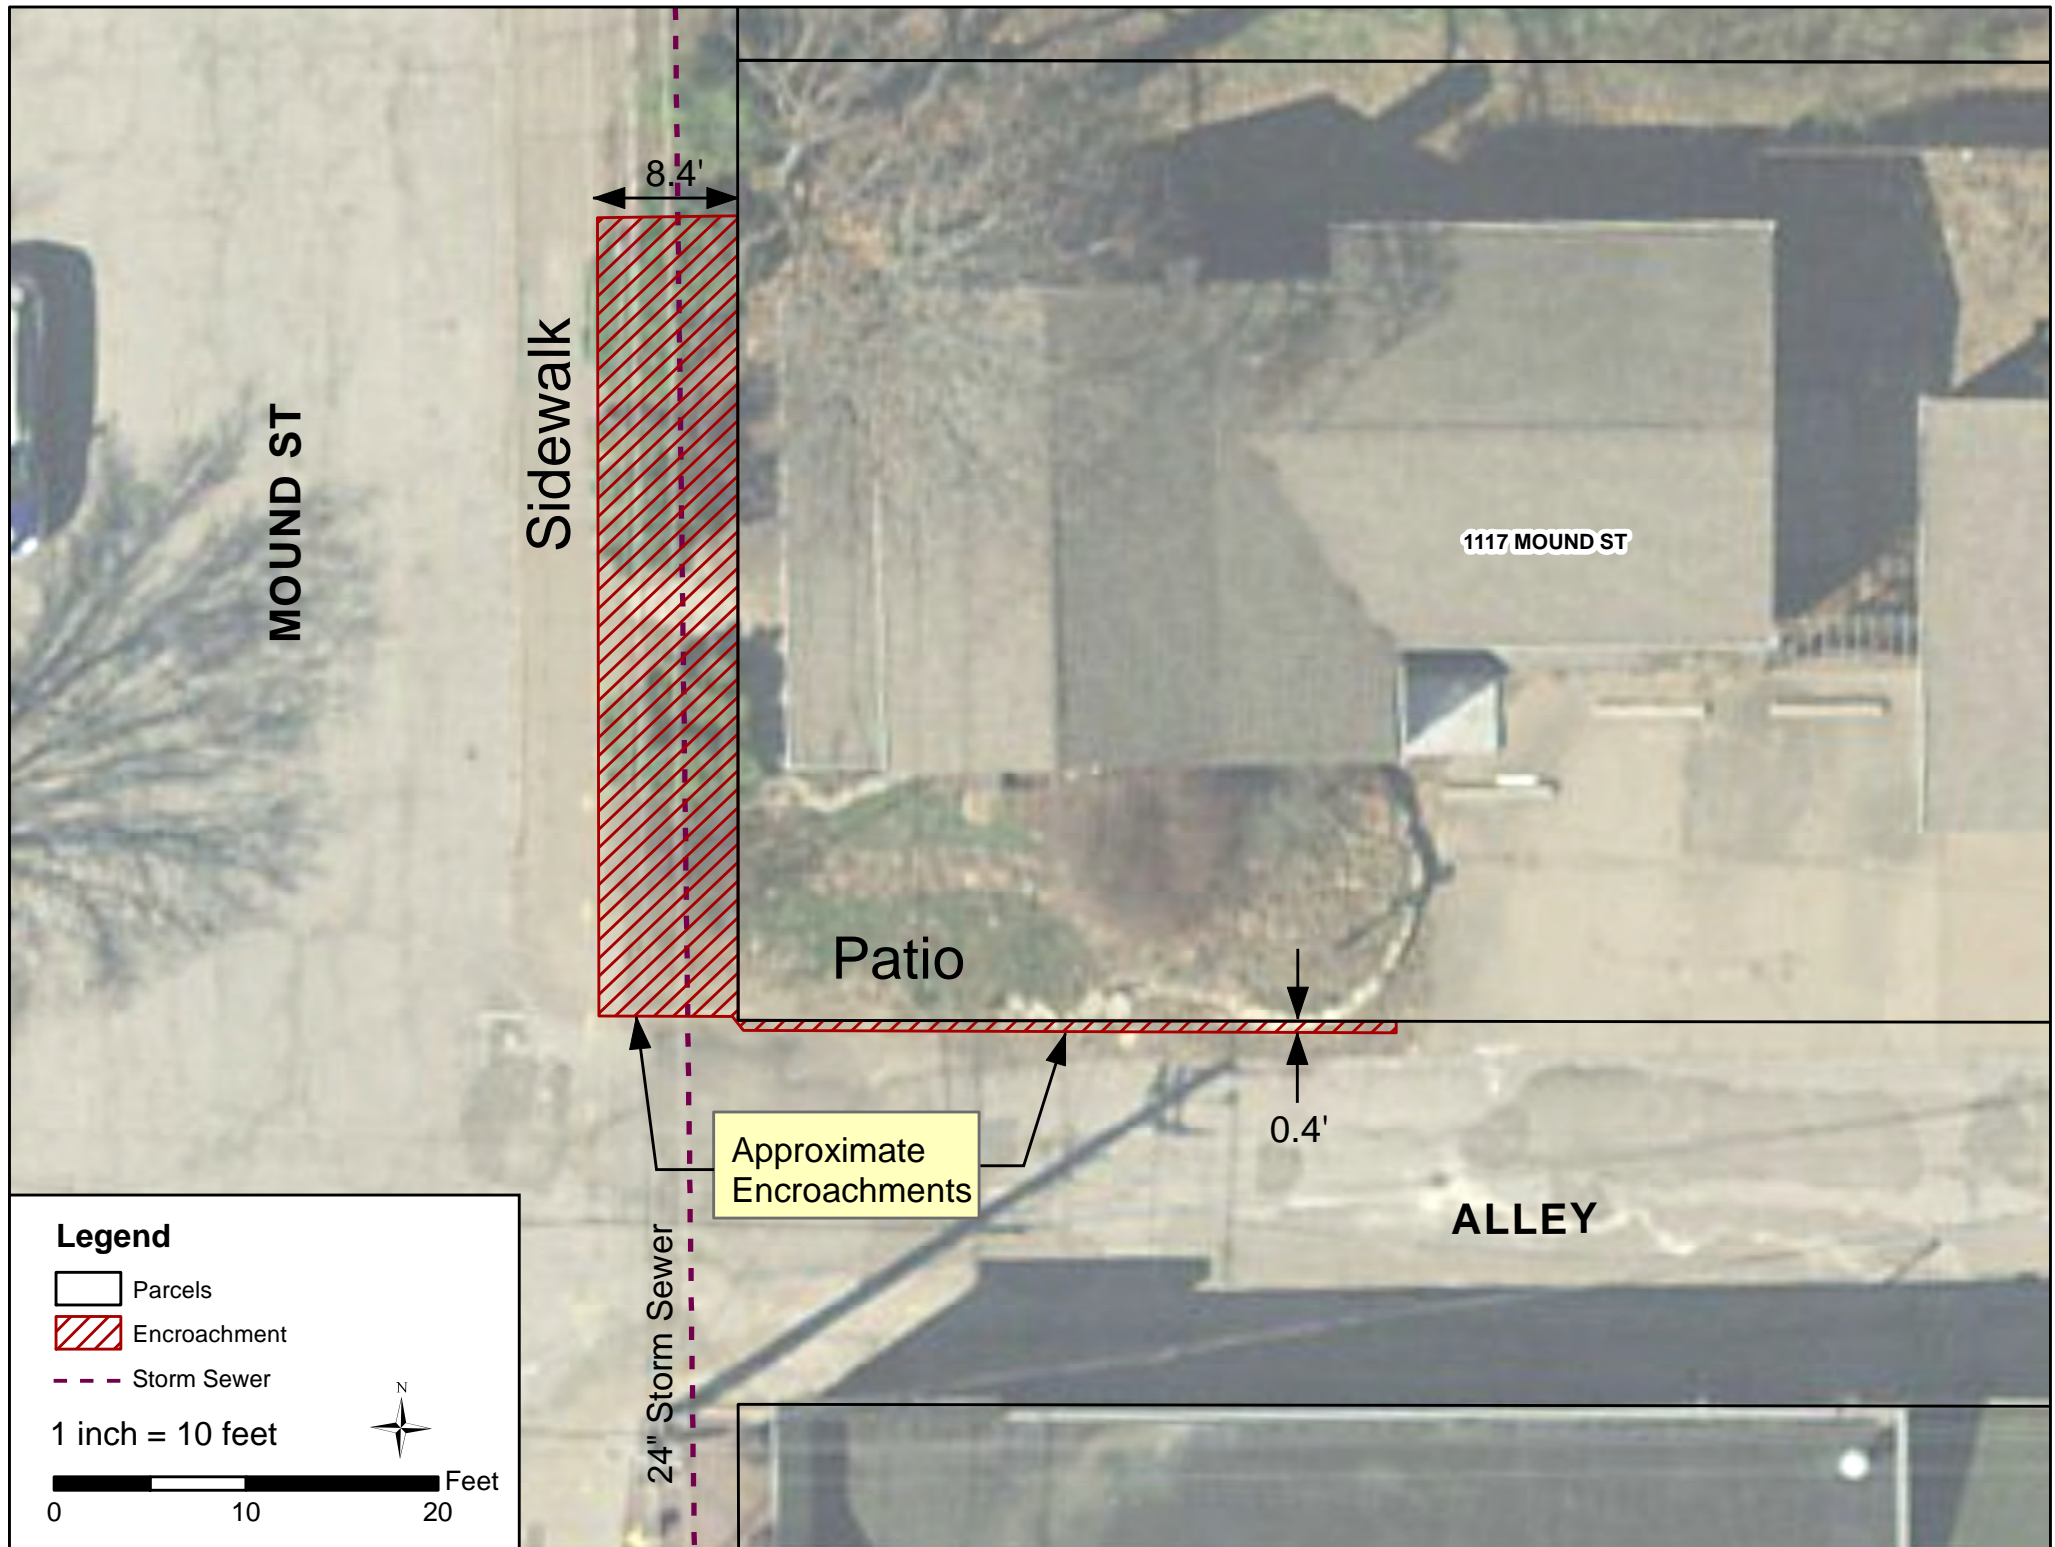 8.4'
Sidewalk
MOUND ST
1117 MOUND ST
Patio
0.4'
Approximate
Encroachments
ALLEY
24" Storm Sewer
Legend
Parcels
Encroachment
Storm Sewer
N
1 inch = 10 feet
Feet
0 10 20